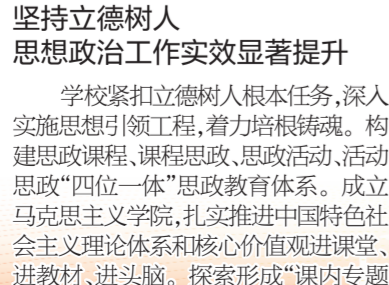 坚持立德树人
思想政治工作实效显著提升
学校紧扣立德树人根本任务,深入
实施思想引领工程,着力培根铸魂。构
建思政课程、课程思政、思政活动、活动
思政“四位一体”思政教育体系。成立
马克思主义学院,扎实推进中国特色社
会主义理论体系和核心价值观进课堂、
进教材、进头脑。探索形成“课内专题